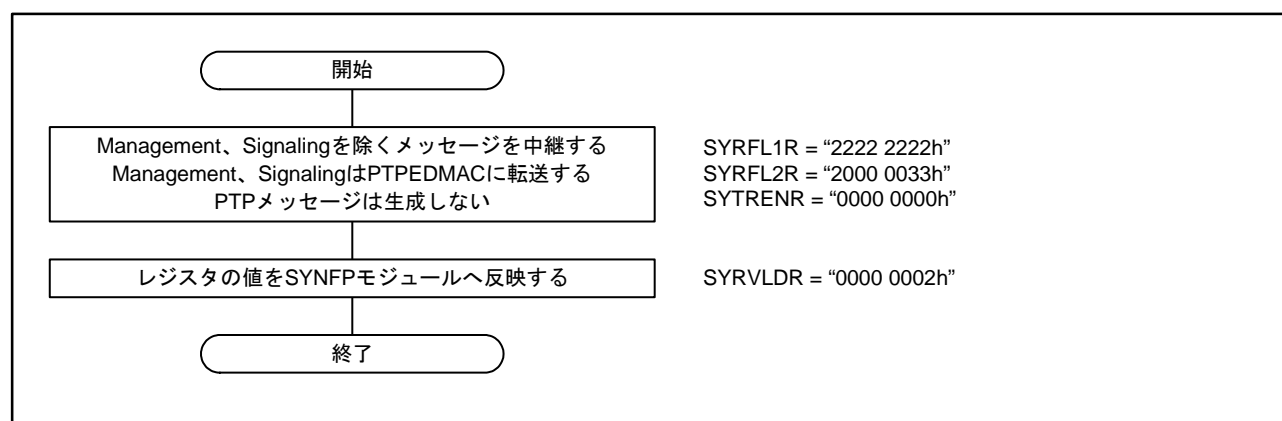 開始
Management、Signalingを除くメッセージを中継する
Management、SignalingはPTPEDMACに転送する
PTPメッセージは生成しない
SYRFL1R = “2222 2222h”
SYRFL2R = “2000 0033h”
SYTRENR = “0000 0000h”
レジスタの値をSYNFPモジュールへ反映する
SYRVLDR = “0000 0002h”
終了